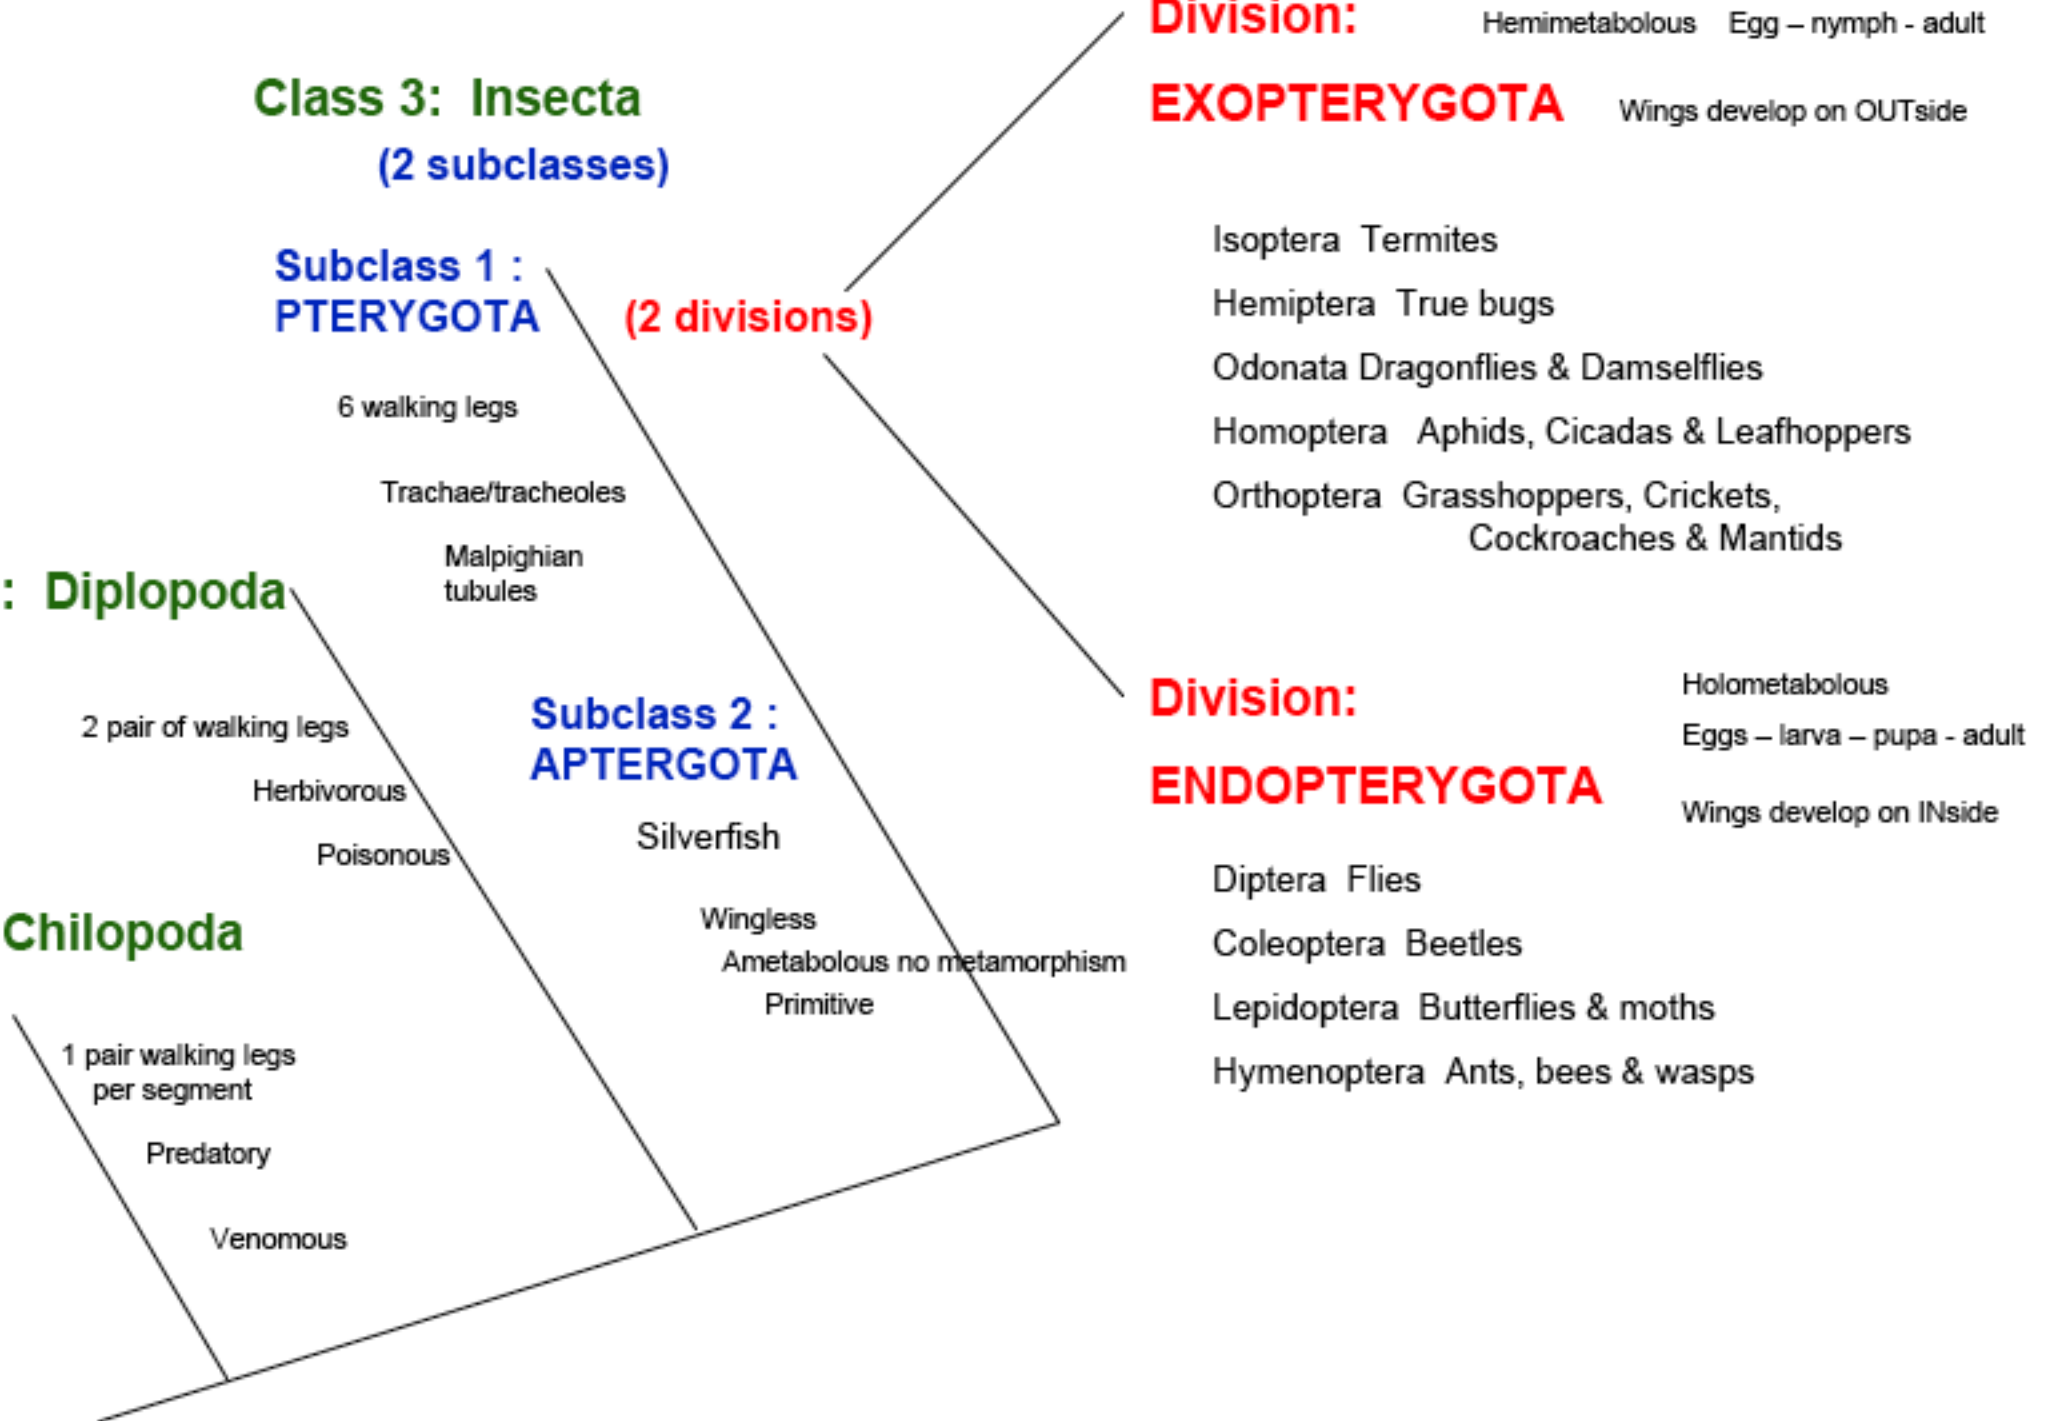 Division:
Hemimetabolous Egg – nymph - adult
EXOPTERYGOTA
Wings develop on OUTside
Class 3: Insecta
(2 subclasses)
Subclass 1 :
PTERYGOTA
(2 divisions)
6 walking legs
Trachae/tracheoles
Malpighian
tubules
Isoptera Termites
Hemiptera True bugs
Odonata Dragonflies & Damselflies
Homoptera Aphids, Cicadas & Leafhoppers
Orthoptera Grasshoppers, Crickets,
Cockroaches & Mantids
: Diplopoda
2 pair of walking legs
Herbivorous
Poisonous
Subclass 2 :
APTERGOTA
Silverfish
Wingless
Ametabolous no metamorphism
Primitive
Division:
Holometabolous
Eggs – larva – pupa - adult
ENDOPTERYGOTA
Wings develop on INside
Diptera Flies
Coleoptera Beetles
Lepidoptera Butterflies & moths
Hymenoptera Ants, bees & wasps
Chilopoda
1 pair walking legs
per segment
Predatory
Venomous